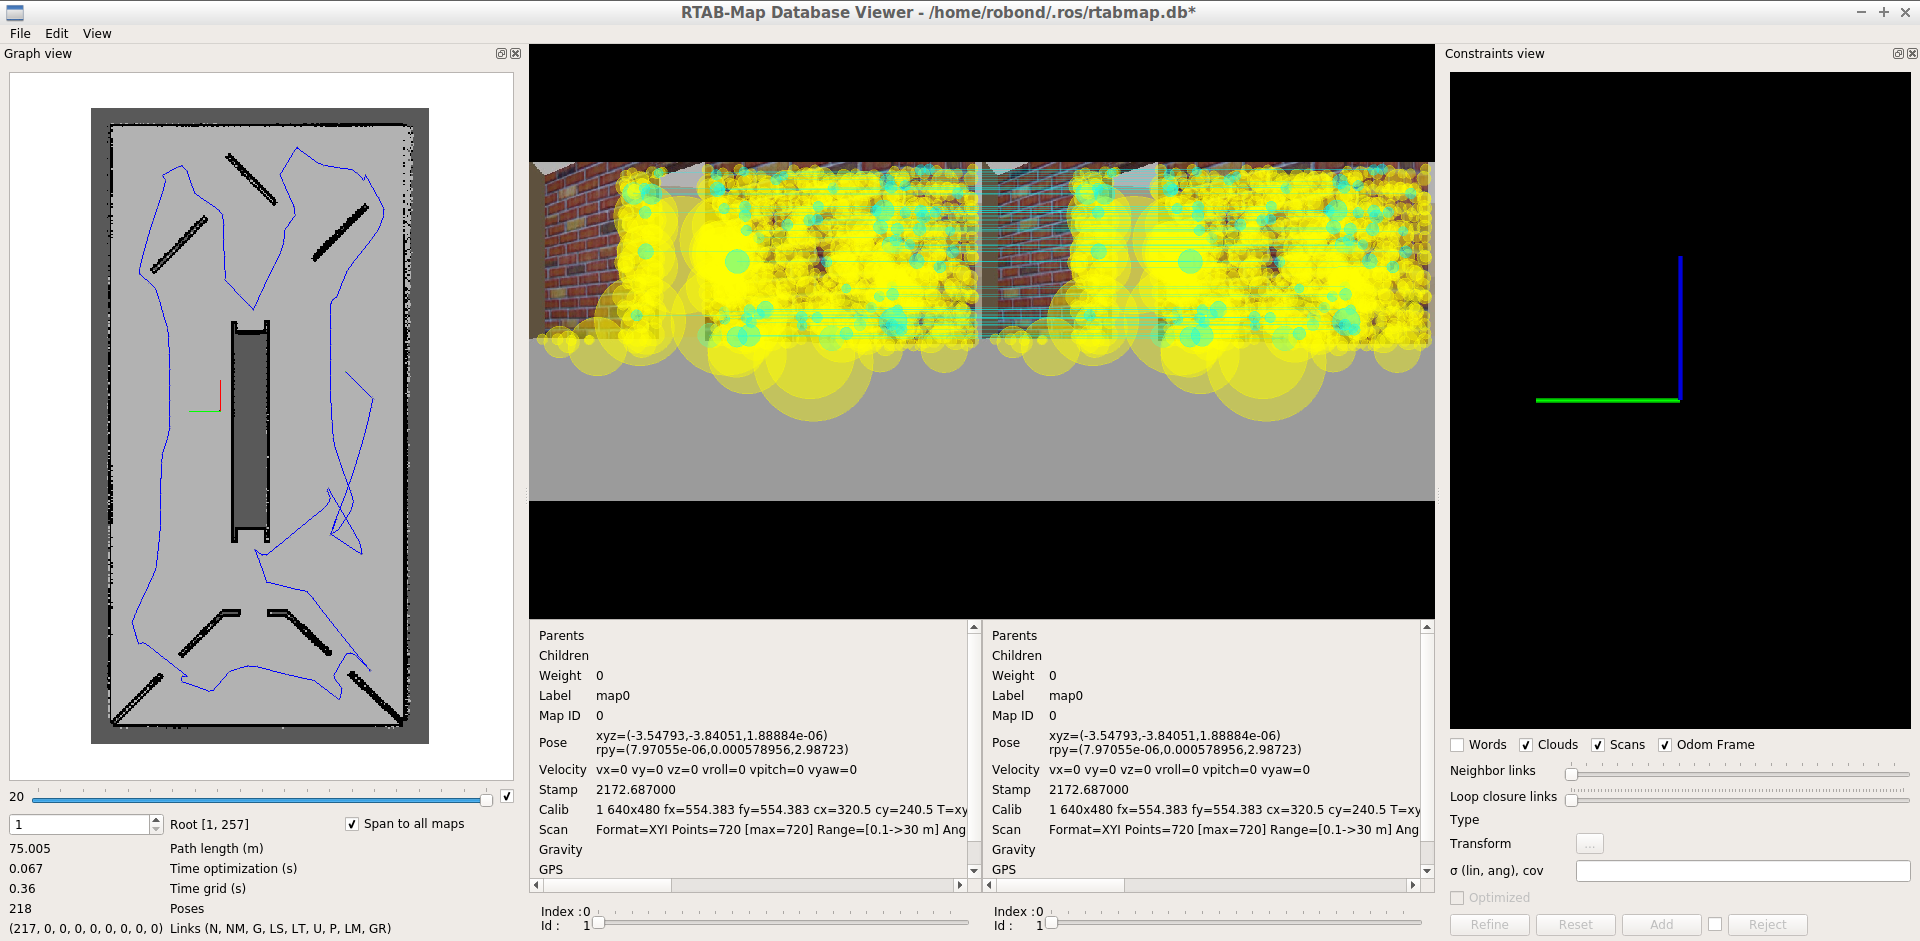 RTAB-Map Database Viewer - /home/robond/.ros/rtabmap.db*
File Edit View
Graph view
20
1 Root [1, 257] Span to all maps
75.005 Path length (m)
0.067 Time optimization (s)
0.36 Time grid (s)
218 Poses
(217, 0, 0, 0, 0, 0, 0, 0, 0) Links (N, NM, G, LS, LT, U, P, LM, GR)
Parents
Children
Weight 0
Label map0
Map ID 0
Pose xyz=(-3.54793,-3.84051,1.88884e-06)
rpy=(7.97055e-06,0.000578956,2.98723)
Velocity vx=0 vy=0 vz=0 vroll=0 vpitch=0 vyaw=0
Stamp 2172.687000
Calib 1 640x480 fx=554.383 fy=554.383 cx=320.5 cy=240.5 T=xy
Scan Format=XYI Points=720 [max=720] Range=[0.1->30 m] Ang
Gravity
GPS
Index :0
Id : 1
Parents
Children
Weight 0
Label map0
Map ID 0
Pose xyz=(-3.54793,-3.84051,1.88884e-06)
rpy=(7.97055e-06,0.000578956,2.98723)
Velocity vx=0 vy=0 vz=0 vroll=0 vpitch=0 vyaw=0
Stamp 2172.687000
Calib 1 640x480 fx=554.383 fy=554.383 cx=320.5 cy=240.5 T=xy
Scan Format=XYI Points=720 [max=720] Range=[0.1->30 m] Ang
Gravity
GPS
Index :0
Id : 1
Constraints view
Words Clouds Scans Odom Frame
Neighbor links
Loop closure links
Type
Transform ...
σ (lin, ang), cov
Optimized
Refine Reset Add Reject